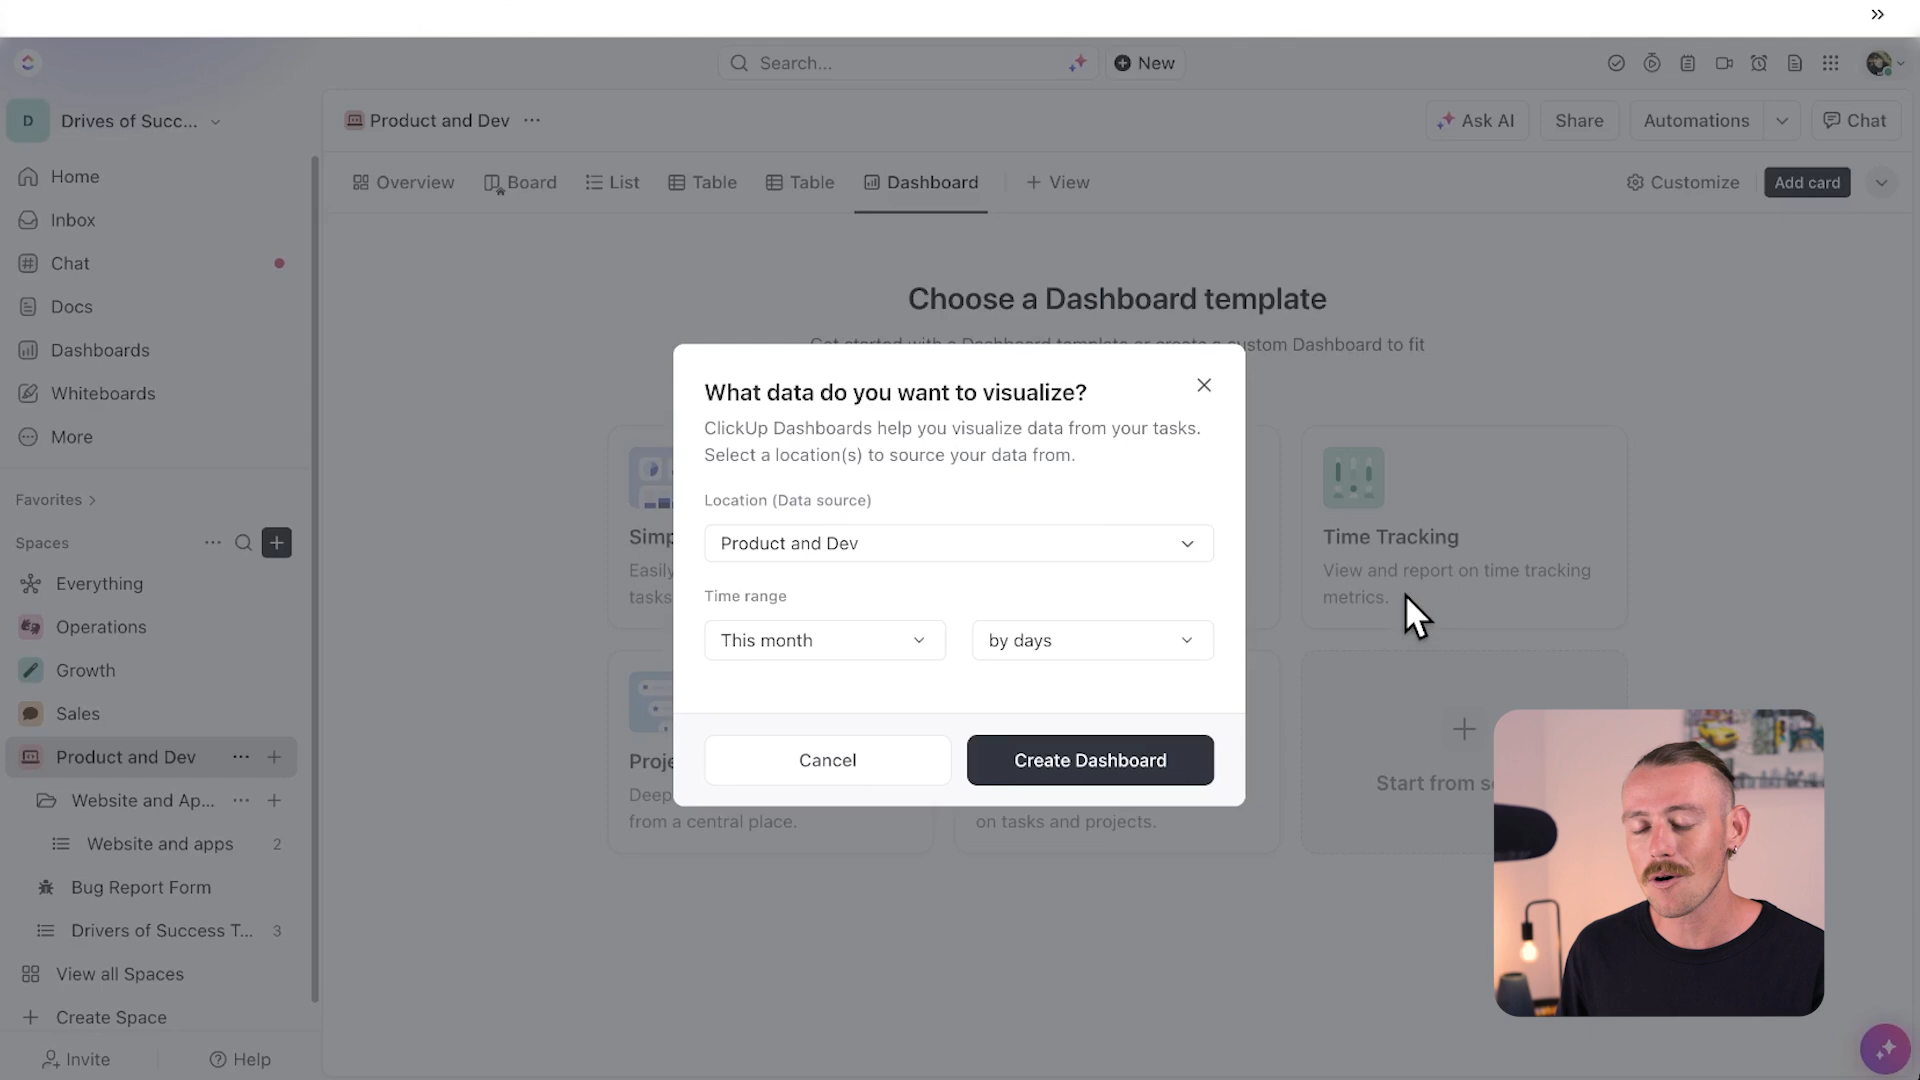 Search...
New
D
Drives of Succ...
Product and Dev
Ask AI
Share
Automations
Chat
Home
Inbox
Chat
Docs
Dashboards
Whiteboards
More
Overview
Board
List
Table
Table
Dashboard
View
Customize
Add card
Favorites
Spaces
Everything
Operations
Growth
Sales
Product and Dev
Website and Ap...
Website and apps 2
Bug Report Form
Drivers of Success T... 3
View all Spaces
Create Space
Invite
Help
Choose a Dashboard template
Get started with a Dashboard template or create a custom Dashboard to fit
What data do you want to visualize?
ClickUp Dashboards help you visualize data from your tasks.
Select a location(s) to source your data from.
Location (Data source)
Product and Dev
Time range
This month
by days
Cancel
Create Dashboard
Simp
Easily
tasks
Time Tracking
View and report on time tracking
metrics.
Proje
Deep
from a central place.
on tasks and projects.
Start from s